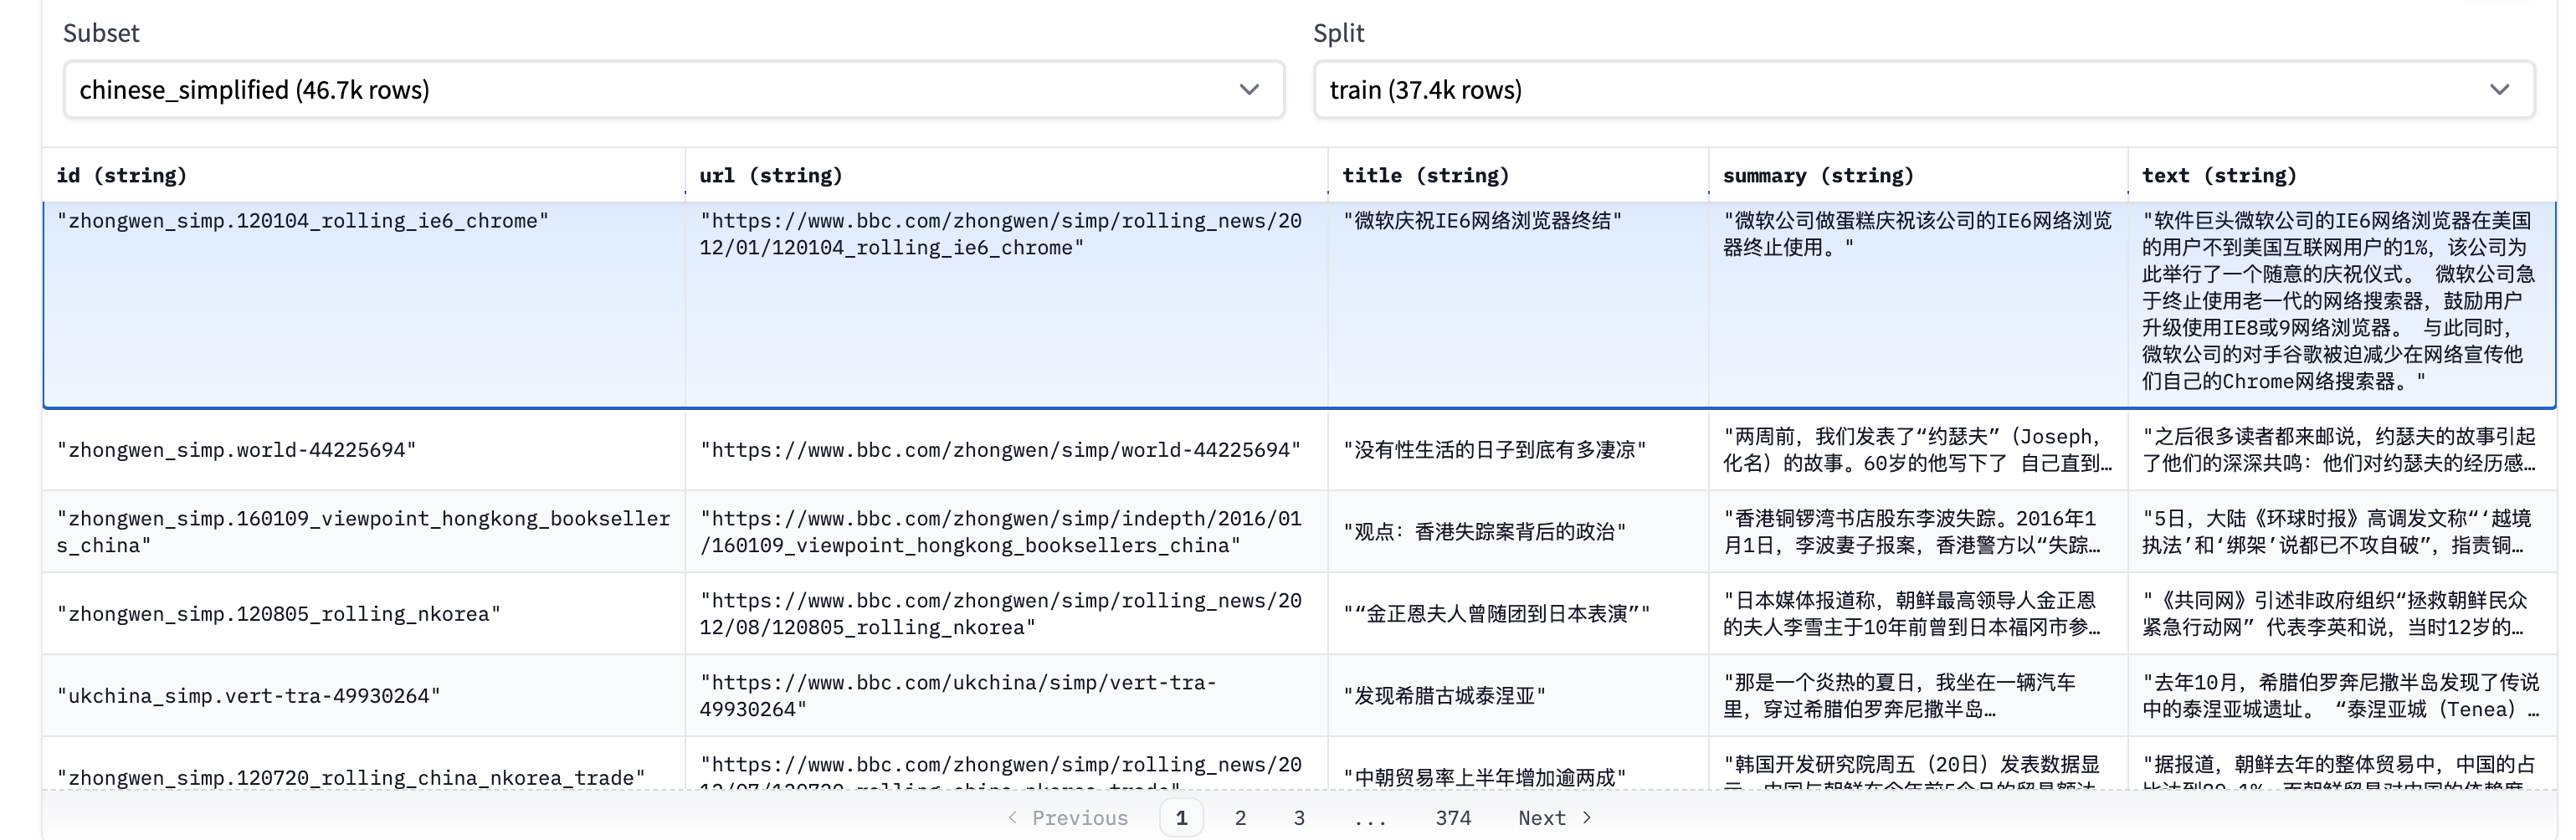 Subset
Split
chinese_simplified (46.7k rows)
train (37.4k rows)
id (string)
url (string)
title (string)
summary (string)
text (string)
"zhongwen_simp.120104_rolling_ie6_chrome"
"https://www.bbc.com/zhongwen/simp/rolling_news/20
12/01/120104_rolling_ie6_chrome"
"微软庆祝IE6网络浏览器终结"
"微软公司做蛋糕庆祝该公司的IE6网络浏览
器终止使用。"
"软件巨头微软公司的IE6网络浏览器在美国
的用户不到美国互联网用户的1%，该公司为
此举行了一个随意的庆祝仪式。 微软公司急
于终止使用老一代的网络搜索器，鼓励用户
升级使用IE8或9网络浏览器。 与此同时，
微软公司的对手谷歌被迫减少在网络宣传他
们自己的Chrome网络搜索器。"
"zhongwen_simp.world-44225694"
"https://www.bbc.com/zhongwen/simp/world-44225694"
"没有性生活的日子到底有多凄凉"
"两周前，我们发表了“约瑟夫”（Joseph，
化名）的故事。60岁的他写下了 自己直到…
"之后很多读者都来邮说，约瑟夫的故事引起
了他们的深深共鸣：他们对约瑟夫的经历感…
"zhongwen_simp.160109_viewpoint_hongkong_bookseller
s_china"
"https://www.bbc.com/zhongwen/simp/indepth/2016/01
/160109_viewpoint_hongkong_booksellers_china"
"观点：香港失踪案背后的政治"
"香港铜锣湾书店股东李波失踪。2016年1
月1日，李波妻子报案，香港警方以“失踪…
"5日，大陆《环球时报》高调发文称“‘越境
执法’和‘绑架’说都已不攻自破”，指责铜…
"zhongwen_simp.120805_rolling_nkorea"
"https://www.bbc.com/zhongwen/simp/rolling_news/20
12/08/120805_rolling_nkorea"
"“金正恩夫人曾随团到日本表演”"
"日本媒体报道称，朝鲜最高领导人金正恩
的夫人李雪主于10年前曾到日本福冈市参…
"《共同网》引述非政府组织“拯救朝鲜民众
紧急行动网” 代表李英和说，当时12岁的…
"ukchina_simp.vert-tra-49930264"
"https://www.bbc.com/ukchina/simp/vert-tra-
49930264"
"发现希腊古城泰涅亚"
"那是一个炎热的夏日，我坐在一辆汽车
里，穿过希腊伯罗奔尼撒半岛…
"去年10月，希腊伯罗奔尼撒半岛发现了传说
中的泰涅亚城遗址。 “泰涅亚城（Tenea）…
"zhongwen_simp.120720_rolling_china_nkorea_trade"
"https://www.bbc.com/zhongwen/simp/rolling_news/20
"中朝贸易率上半年增加逾两成"
"韩国开发研究院周五（20日）发表数据显
"据报道，朝鲜去年的整体贸易中，中国的占
Previous
1
2
3
...
374
Next